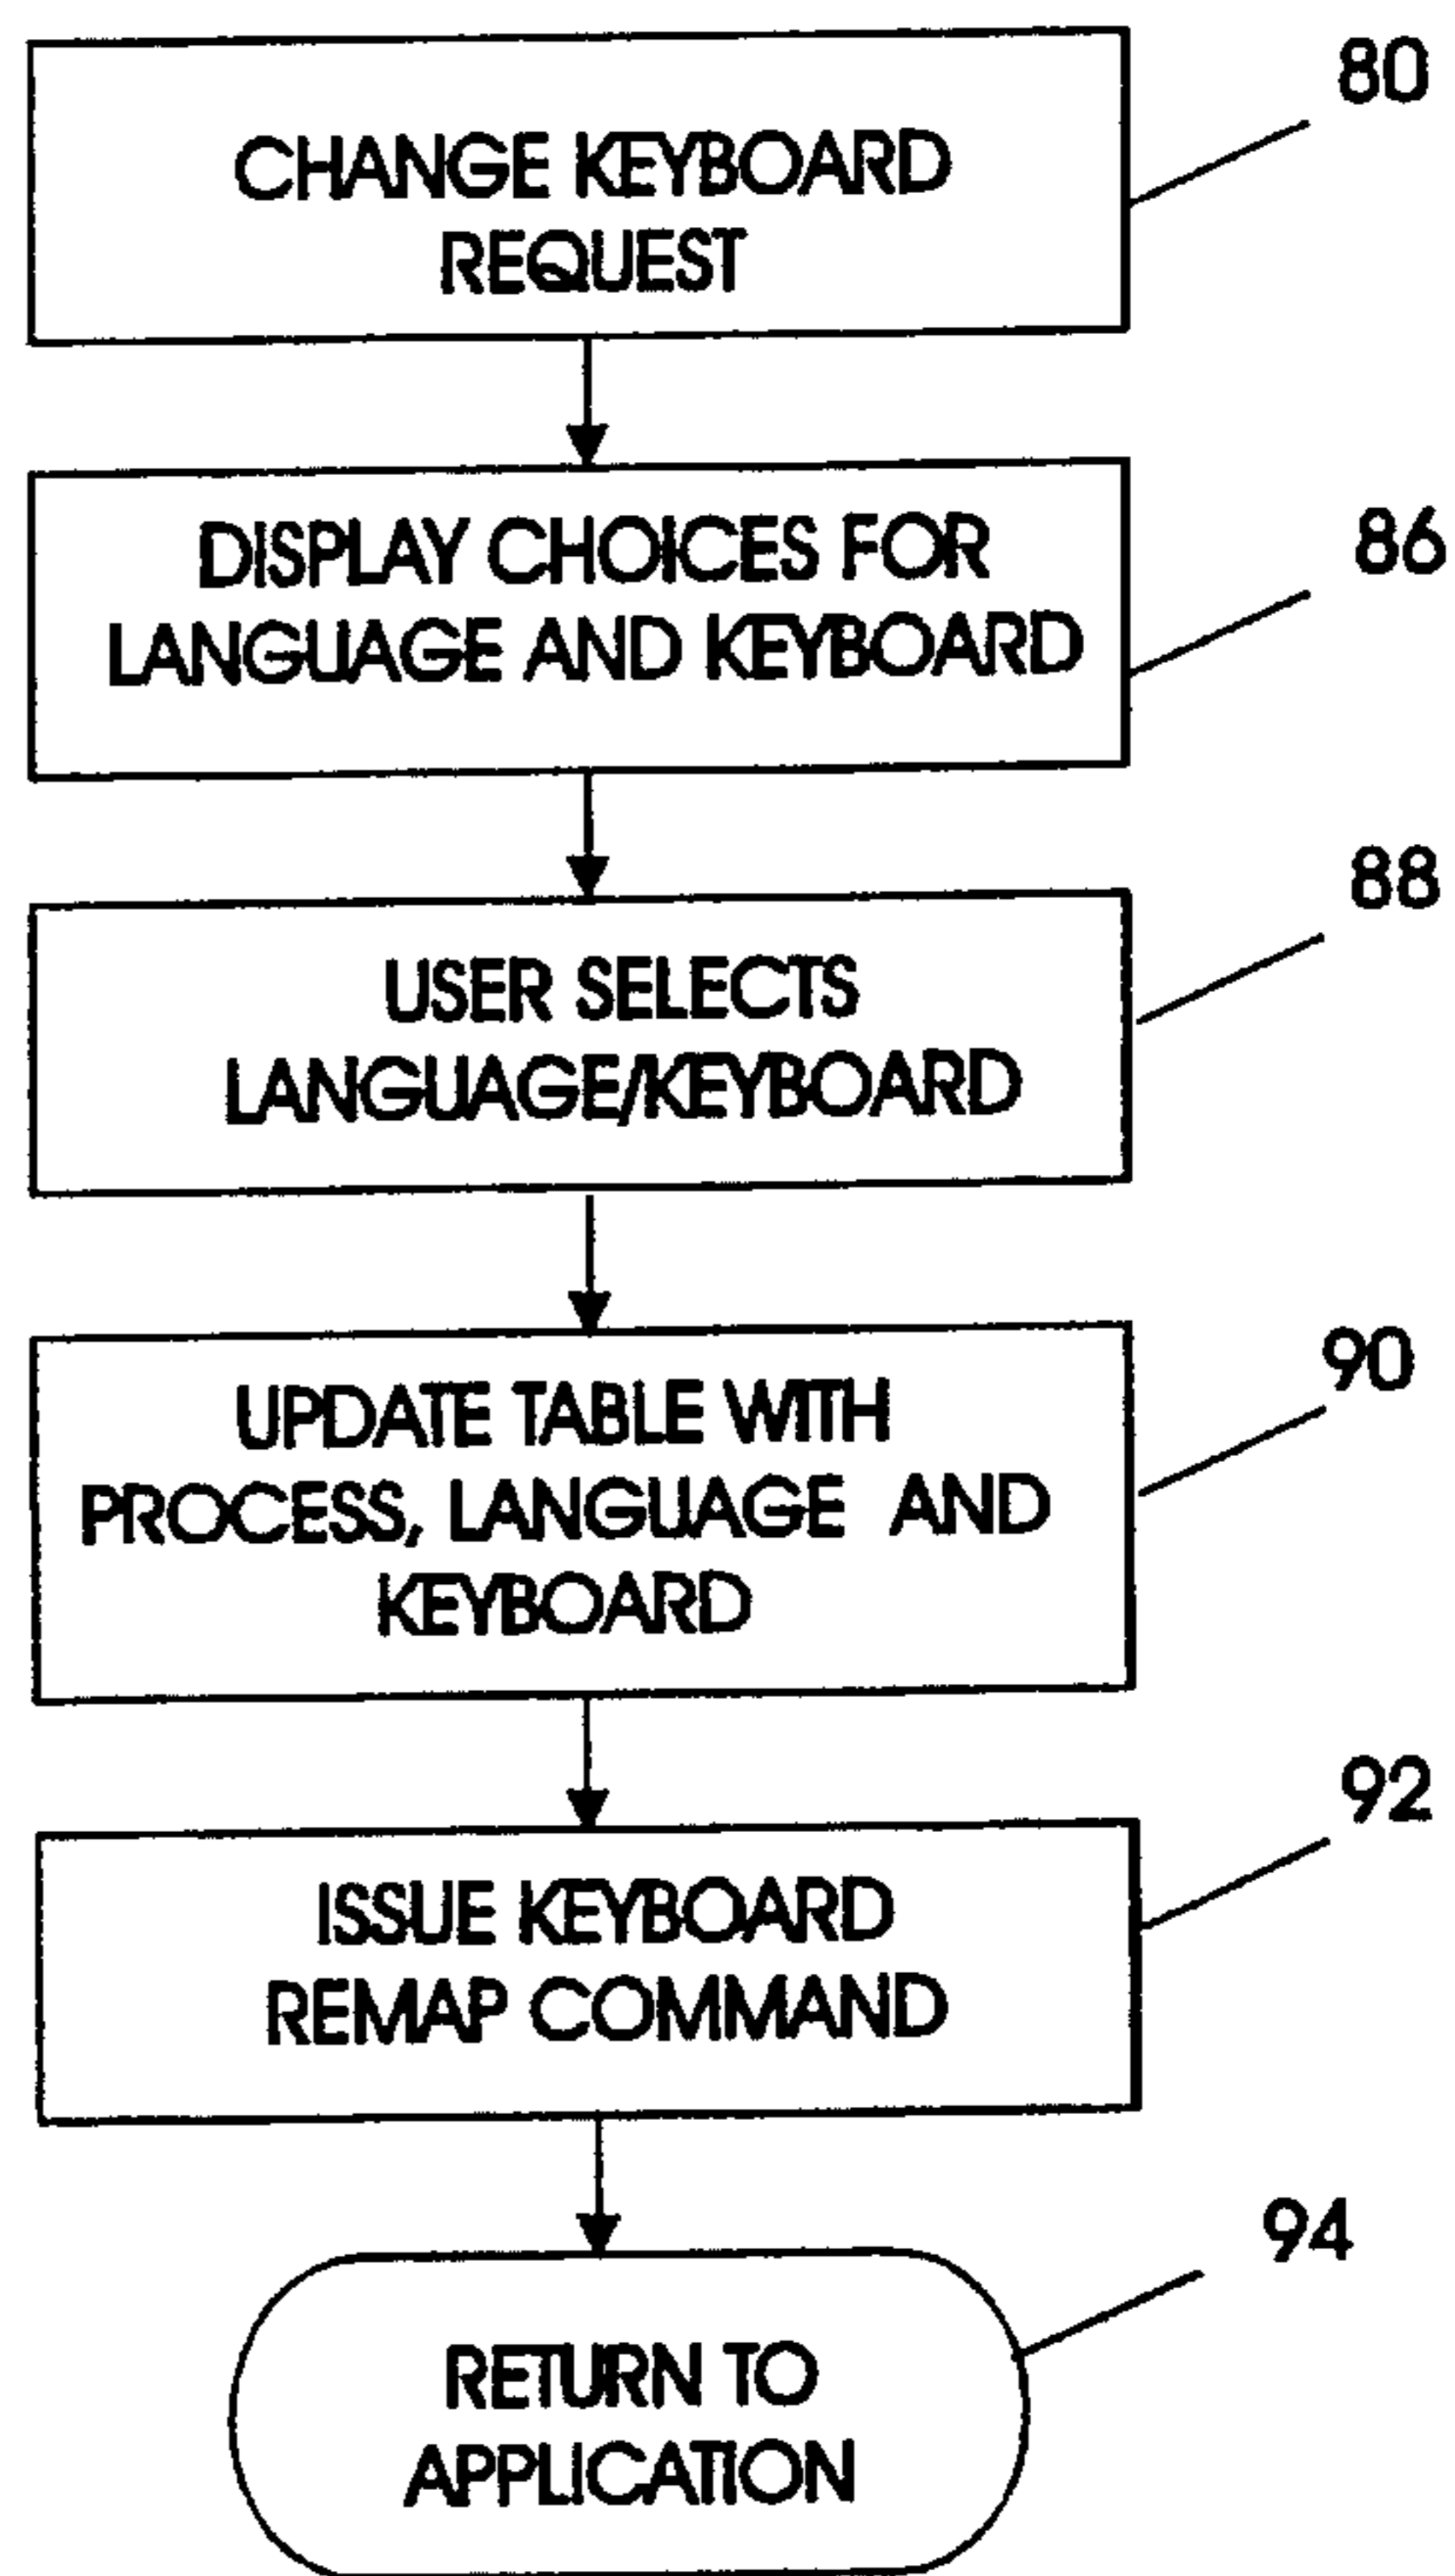 80
CHANGE KEYBOARD
REQUEST
86
DISPLAY CHOICES FOR
LANGUAGE AND KEYBOARD
88
USER SELECTS
LANGUAGE/KEYBOARD
90
UPDATE TABLE WITH
PROCESS, LANGUAGE AND
KEYBOARD
92
ISSUE KEYBOARD
REMAP COMMAND
94
RETURN TO
APPLICATION